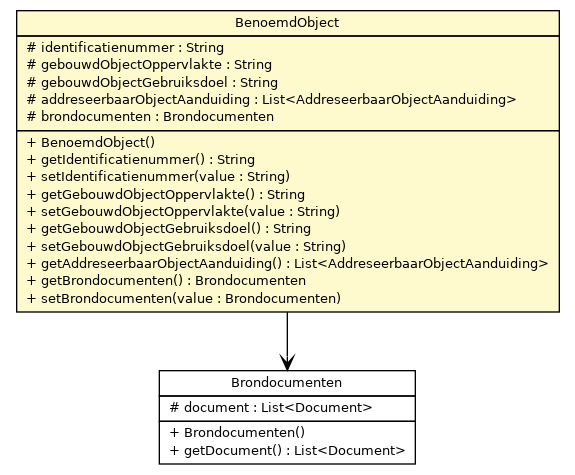 BenoemdObject
# identificatienummer : String
# gebouwdObjectOppervlakte : String
# gebouwdObjectGebruiksdoel : String
# addreseerbaarObjectAanduiding : List<AddreseerbaarObjectAanduiding>
# brondocumenten : Brondocumenten
+ BenoemdObject()
+ getIdentificatienummer() : String
+ setIdentificatienummer(value : String)
+ getGebouwdObjectOppervlakte() : String
+ setGebouwdObjectOppervlakte(value : String)
+ getGebouwdObjectGebruiksdoel() : String
+ setGebouwdObjectGebruiksdoel(value : String)
+ getAddreseerbaarObjectAanduiding() : List<AddreseerbaarObjectAanduiding>
+ getBrondocumenten() : Brondocumenten
+ setBrondocumenten(value : Brondocumenten)
Brondocumenten
# document : List<Document>
+ Brondocumenten()
+ getDocument() : List<Document>